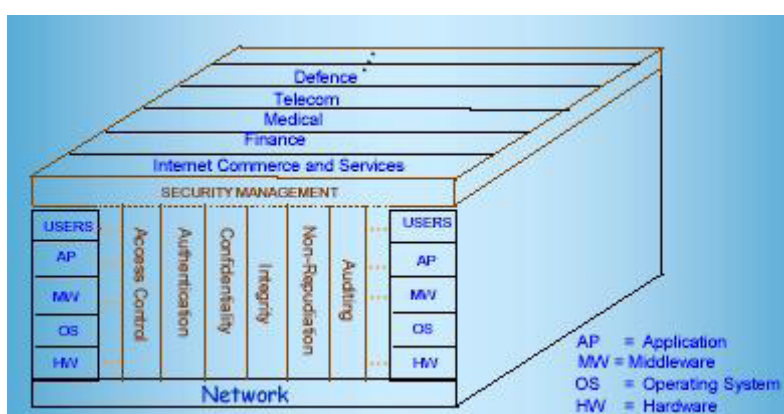 Defence
Telecom
Medical
Finance
Internet Commerce and Services
SECURITY MANAGEMENT
USERS
AP
MW
OS
HW
Access Control
Authentication
Confidentiality
Integrity
Non-Repudiation
Auditing
USERS
AP
MW
OS
HW
Network
AP = Application
MW = Middleware
OS = Operating System
HW = Hardware